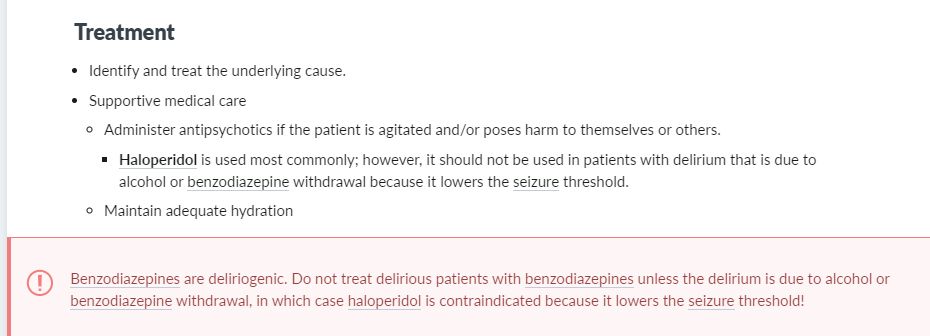 Treatment
• Identify and treat the underlying cause.
• Supportive medical care
○ Administer antipsychotics if the patient is agitated and/or poses harm to themselves or others.
▪ Haloperidol is used most commonly; however, it should not be used in patients with delirium that is due to
alcohol or benzodiazepine withdrawal because it lowers the seizure threshold.
○ Maintain adequate hydration
Benzodiazepines are deliriogenic. Do not treat delirious patients with benzodiazepines unless the delirium is due to alcohol or
benzodiazepine withdrawal, in which case haloperidol is contraindicated because it lowers the seizure threshold!